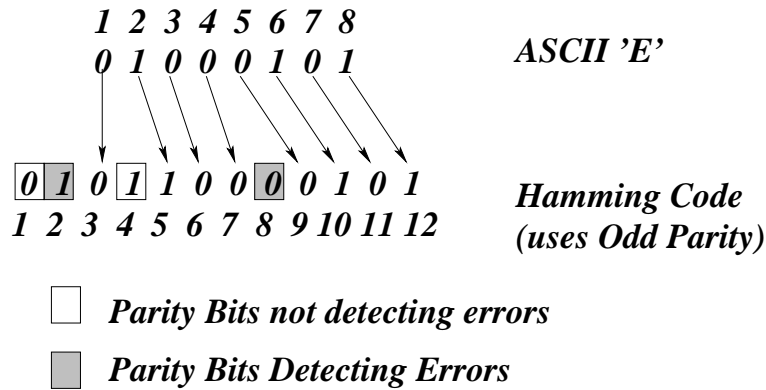 1 2 3 4 5 6 7 8
0 1 0 0 0 1 0 1 ASCII 'E'
0 1 0 1 1 0 0 0 0 1 0 1 Hamming Code
1 2 3 4 5 6 7 8 9 10 11 12 (uses Odd Parity)
Parity Bits not detecting errors
Parity Bits Detecting Errors